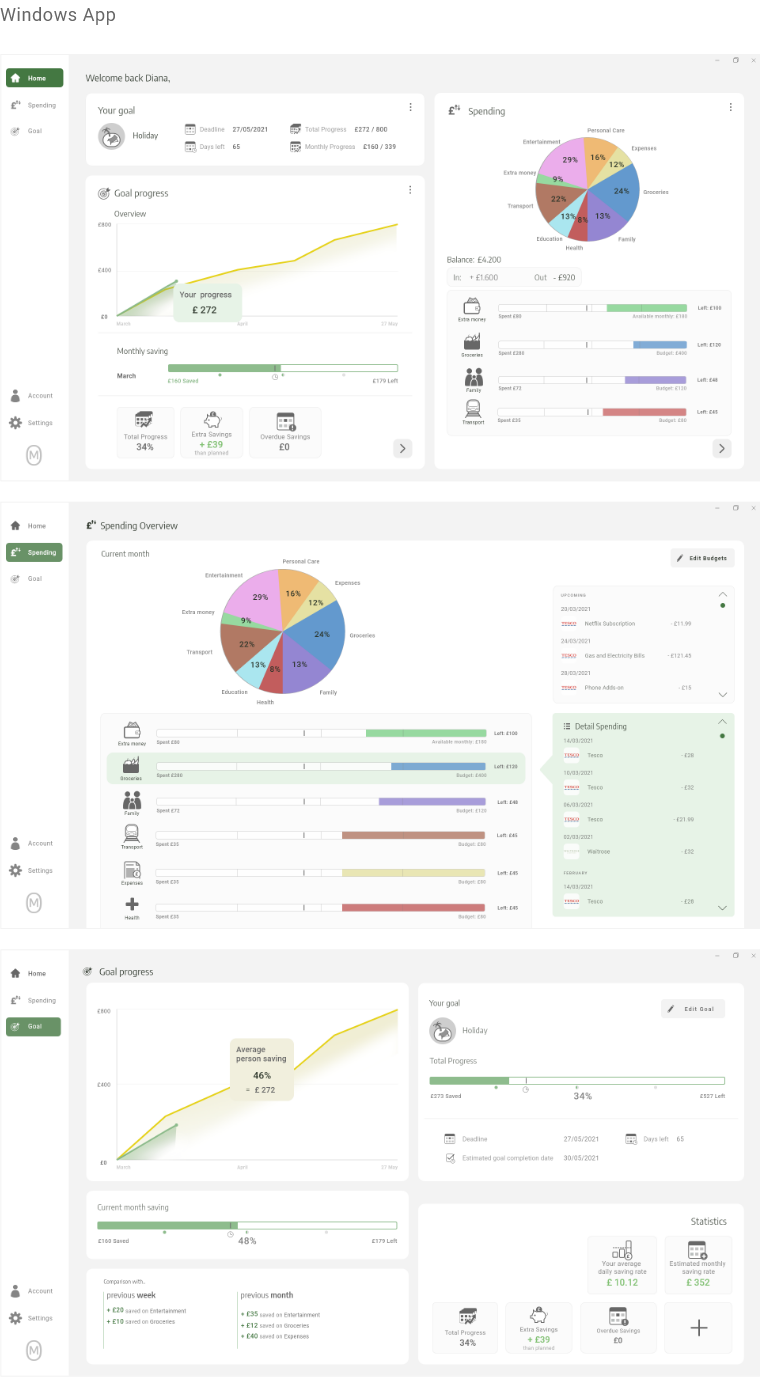 Windows App
Home
Spending
Goal
Account
Settings
M
Welcome back Diana,
Your goal
Holiday
Deadline 27/05/2021
Days left 65
Total Progress £272 / 800
Monthly Progress £160 / 339
Goal progress
Overview
£800
£400
£0
Your progress
£ 272
March April 27 May
Monthly saving
March
£160 Saved £179 Left
Total Progress
34%
Extra Savings
+ £39
than planned
Overdue Savings
£0
Spending
Personal Care
Entertainment
Expenses
Extra money
Groceries
Transport
Education
Health
Family
16%
29%
12%
9%
24%
22%
13%
8%
13%
Balance: £4.200
In: + £1.600 Out - £920
Extra money
Spent £80 Available monthly: £180
Left: £100
Groceries
Spent £280 Budget: £400
Left: £120
Family
Spent £72 Budget: £120
Left: £48
Transport
Spent £35 Budget: £80
Left: £45
Home
Spending
Goal
Account
Settings
M
Spending Overview
Current month
Personal Care
Entertainment
Expenses
Extra money
Groceries
Transport
Education
Health
Family
16%
29%
12%
9%
24%
22%
13%
8%
13%
Edit Budgets
UPCOMING
20/03/2021
Netflix Subscription - £11,99
24/03/2021
Gas and Electricity Bills - £121.45
28/03/2021
Phone Adds-on - £15
Extra money
Spent £80 Available monthly: £180
Left: £100
Groceries
Spent £280 Budget: £400
Left: £120
Family
Spent £72 Budget: £120
Left: £48
Transport
Spent £35 Budget: £80
Left: £45
Expenses
Spent £35 Budget: £80
Left: £45
Health
Spent £35 Budget: £80
Left: £45
Detail Spending
14/03/2021
TESCO Tesco -£28
10/03/2021
TESCO Tesco -£32
06/03/2021
TESCO Tesco -£21.99
02/03/2021
Waitrose -£32
FEBRUARY
14/03/2021
TESCO Tesco -£28
Home
Spending
Goal
Account
Settings
M
Goal progress
£800
£400
£0
Average
person saving
46%
= £ 272
March April 27 May
Your goal
Edit Goal
Holiday
Total Progress
£273 Saved 34% £527 Left
Deadline 27/05/2021
Days left 65
Estimated goal completion date 30/05/2021
Current month saving
£160 Saved 48% £179 Left
Comparison with..
previous week
+ £20 saved on Entertainment
+ £10 saved on Groceries
previous month
+ £35 saved on Entertainment
+ £12 saved on Groceries
+ £40 saved on Expenses
Statistics
Your average
daily saving rate
£ 10.12
Estimated monthly
saving rate
£ 352
Total Progress
34%
Extra Savings
+ £39
than planned
Overdue Savings
£0